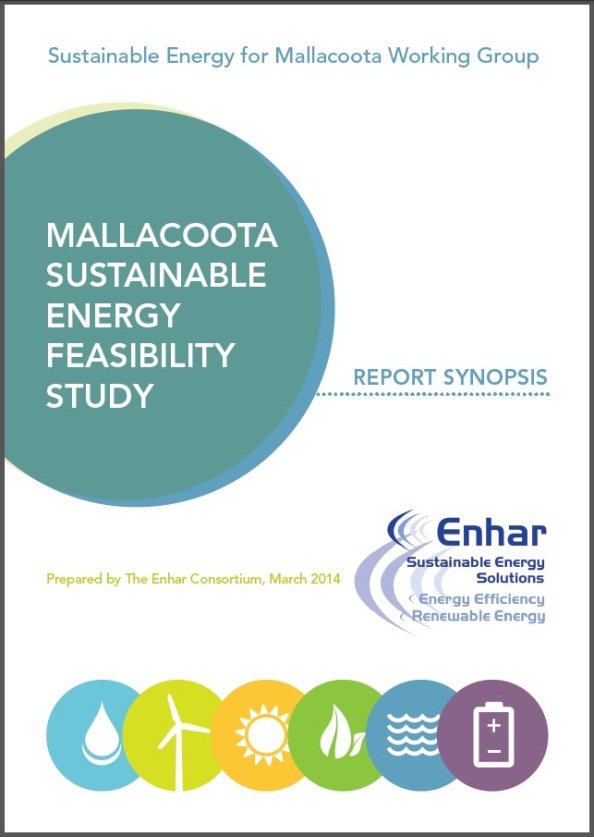 Sustainable Energy for Mallacoota Working Group
MALLACOOTA
SUSTAINABLE
ENERGY
FEASIBILITY
STUDY
REPORT SYNOPSIS
Enhar
Sustainable Energy
Solutions
Energy Efficiency
Renewable Energy
Prepared by The Enhar Consortium, March 2014
+
–